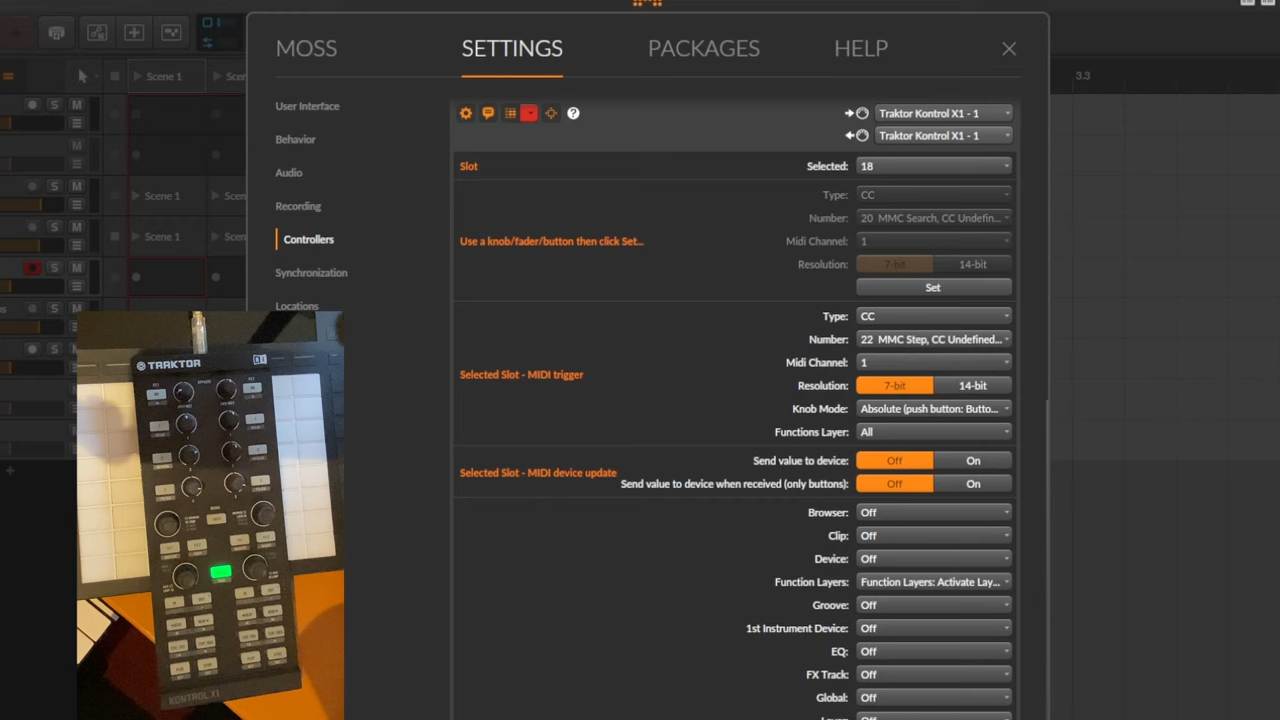 MOSS SETTINGS PACKAGES HELP
Scene 1 Scen 3.3
User Interface
Behavior
Audio
Recording
Controllers
Synchronization
Locations
S M
M
S M
Scene 1 Scen
S M
Scene 1 Scen
S M
S M
S M
Traktor Kontrol X1 - 1
Traktor Kontrol X1 - 1
Slot Selected: 18
Type: CC
Number: 20 MMC Search, CC Undefin...
Use a knob/fader/button then click Set... Midi Channel: 1
Resolution: 7-bit 14-bit
Set
Type: CC
Number: 22 MMC Step, CC Undefined...
Midi Channel: 1
Selected Slot - MIDI trigger
Resolution: 7-bit 14-bit
Knob Mode: Absolute (push button: Butto...
Functions Layer: All
Send value to device: Off On
Selected Slot - MIDI device update
Send value to device when received (only buttons): Off On
Browser: Off
Clip: Off
Device: Off
Function Layers: Function Layers: Activate Lay...
Groove: Off
1st Instrument Device: Off
EQ: Off
FX Track: Off
Global: Off
TRAKTOR
KONTROL X1